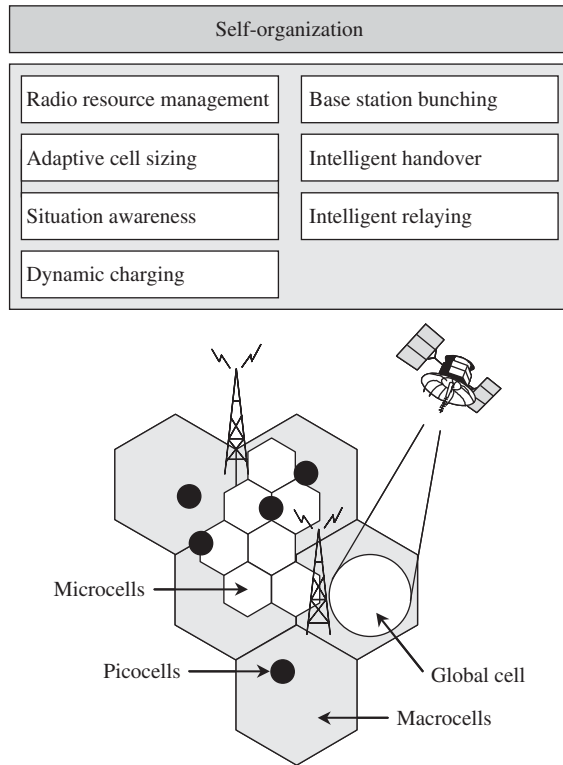 Self-organization
Radio resource management
Base station bunching
Adaptive cell sizing
Intelligent handover
Situation awareness
Intelligent relaying
Dynamic charging
Microcells
Picocells
Global cell
Macrocells